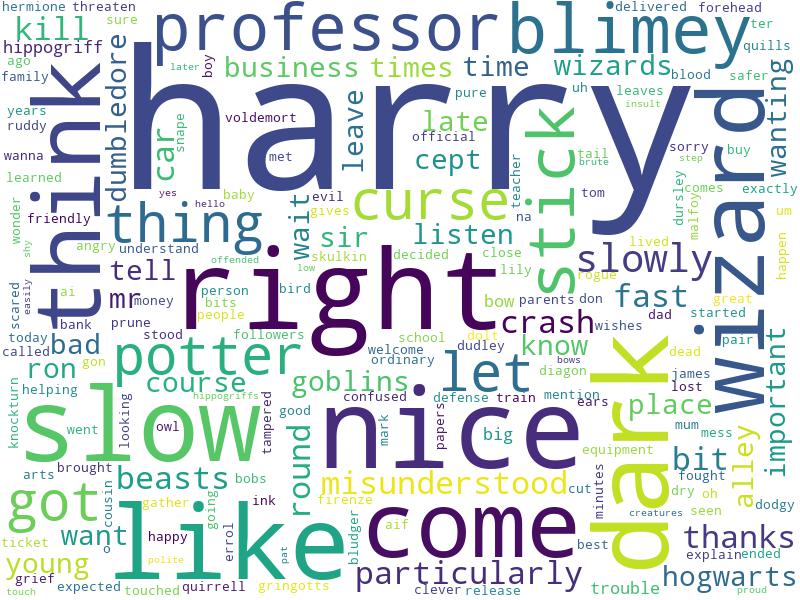 hermione threaten
sure
delivered forehead
kill
professor
blimey
ter
hippogriff
quills
ago
boy
later
business times time wizards
blood safer
family
think
dumbledore
harry
wizard
wanting
years
pure
uh
leaves
insult
ruddy
voldemort
late
official
stick
snape
car
leave
cept
wanna
met
tail
brute
sorry
step
buy
learned
yes
baby
evil
teacher
tom
dursley
malfoy
comes exactly
hello
gives
curse
na
wonder
friendly
thing
wait
sir
listen
lived
um
shy
angry
understand
offended
skulkin
decided
close
slowly
happen
tell
right
low
lily
rogue
ai
mr
money
person
bird
bow
parents don
fast
great
scared
easily
bits
people
dad
started
bank
prune
crash
wishes
today
stood
followers
school
dolt
know
dead
pair
called
bad
potter
welcome
dudley
bows
diagon
ron
gon
ordinary
let
james
important
helping
course
goblins
mention
lost
place
knockturn
slow
hippogriffs
confused
defense train
ears
dark
looking
owl
tampered
good
nice
mum
mess
went
mark
papers
big
equipment
bit
alley
arts
brought
round
fought
beasts
bobs
misunderstood
cut
minutes
dry oh
got
cousin
gather
going
ink
firenze
creatures
seen
dodgy
like
come
want
happy
errol
aif
best
thanks
ticket
o
polite
pat
bludger
explain
ended
young
grief
expected
touched
quirrell
gringotts
particularly
clever
release
trouble
hogwarts
touch
proud